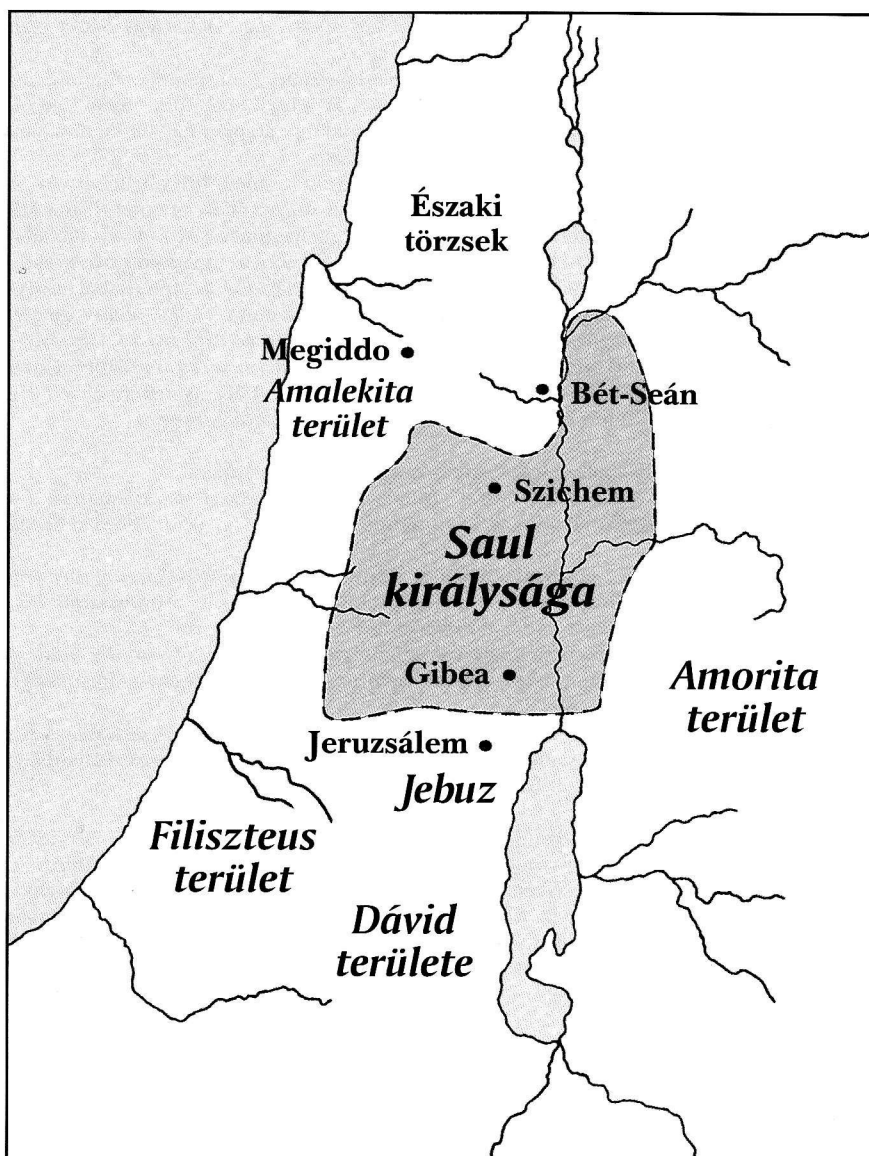 Északi
törzsek
Megiddo
Amalekita
terület
Bét-Seán
Szichem
Saul
királysága
Gibea
Amorita
terület
Jeruzsálem
Jebuz
Filiszteus
terület
Dávid
területe